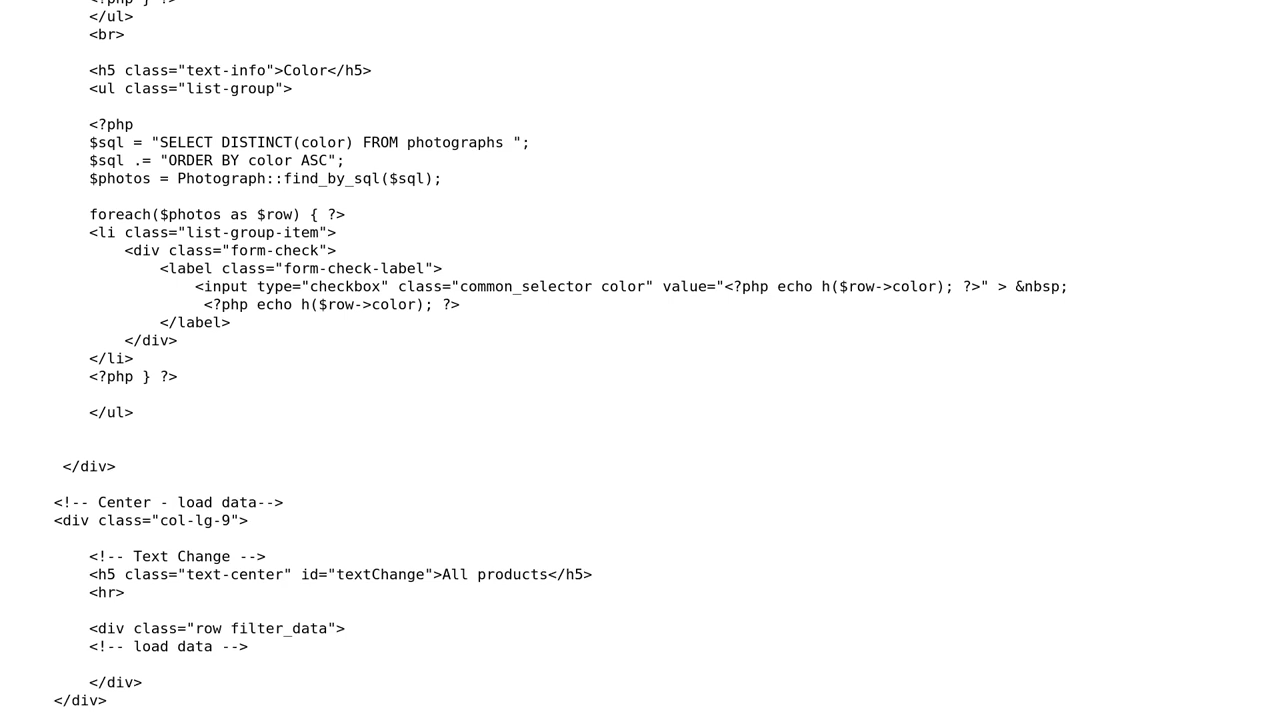 <?php } ?>
</ul>
<br>
<h5 class="text-info">Color</h5>
<ul class="list-group">
<?php
$sql = "SELECT DISTINCT(color) FROM photographs ";
$sql .= "ORDER BY color ASC";
$photos = Photograph::find_by_sql($sql);
foreach($photos as $row) { ?>
<li class="list-group-item">
<div class="form-check">
<label class="form-check-label">
<input type="checkbox" class="common_selector color" value="<?php echo h($row->color); ?>" > &nbsp;
<?php echo h($row->color); ?>
</label>
</div>
</li>
<?php } ?>
</ul>
</div>
<!-- Center - load data-->
<div class="col-lg-9">
<!-- Text Change -->
<h5 class="text-center" id="textChange">All products</h5>
<hr>
<div class="row filter_data">
<!-- load data -->
</div>
</div>